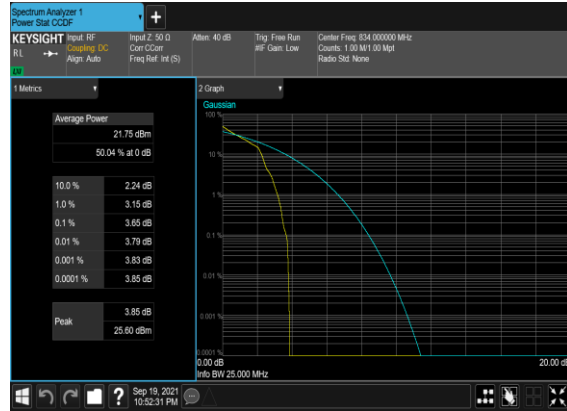 Spectrum Analyzer 1
Power Stat CCDF
KEYSIGHT
RL
Input: RF
Coupling: DC
Align: Auto
Input Z: 50 Ω
Corr CCorr
Freq Ref: Int (S)
Atten: 40 dB
Trig: Free Run
#IF Gain: Low
Center Freq: 834.000000 MHz
Counts: 1.00 M/1.00 Mpt
Radio Std: None
1 Metrics
Average Power
21.75 dBm
50.04 % at 0 dB
10.0 % 2.24 dB
1.0 % 3.15 dB
0.1 % 3.65 dB
0.01 % 3.79 dB
0.001 % 3.83 dB
0.0001 % 3.85 dB
Peak
3.85 dB
25.60 dBm
2 Graph
Gaussian
100 %
10 %
1 %
0.1 %
0.01 %
0.001 %
0.0001 %
0.00 dB
20.00 dB
Info BW 25.000 MHz
?
Sep 19, 2021
10:52:31 PM